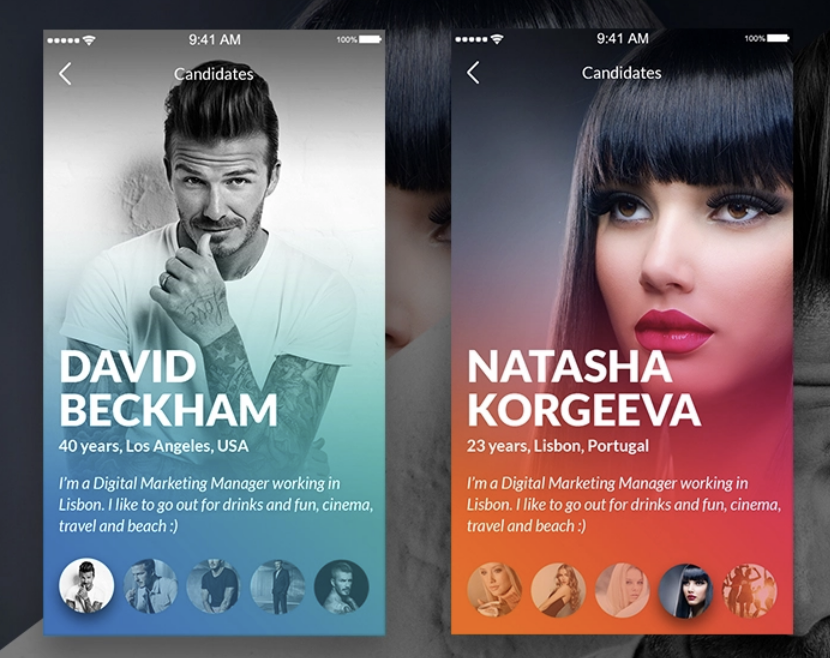 9:41 AM
100%
Candidates
DAVID
BECKHAM
40 years, Los Angeles, USA
I'm a Digital Marketing Manager working in
Lisbon. I like to go out for drinks and fun, cinema,
travel and beach :)
9:41 AM
100%
Candidates
NATASHA
KORGEEVA
23 years, Lisbon, Portugal
I'm a Digital Marketing Manager working in
Lisbon. I like to go out for drinks and fun, cinema,
travel and beach :)